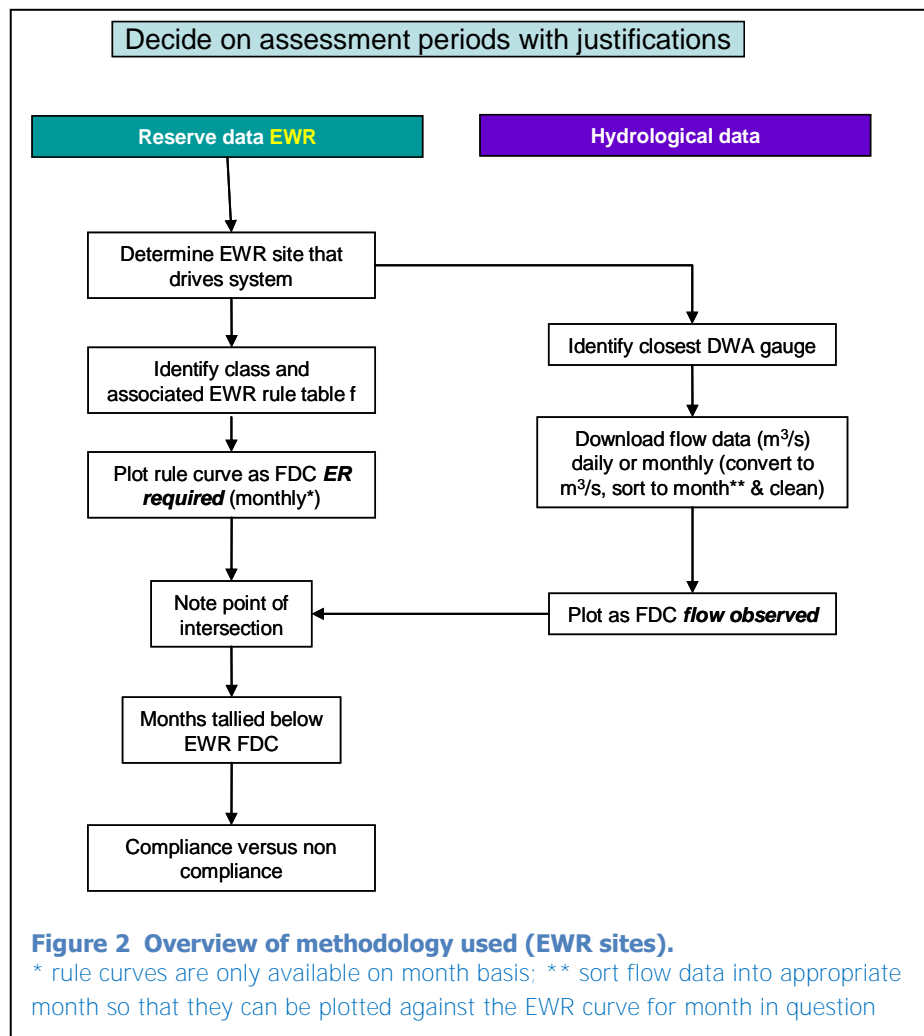 Decide on assessment periods with justifications
Reserve data EWR
Hydrological data
Determine EWR site that
drives system
Identify class and
associated EWR rule table f
Plot rule curve as FDC ER
required (monthly*)
Note point of
intersection
Months tallied below
EWR FDC
Compliance versus non
compliance
Identify closest DWA gauge
Download flow data (m³/s)
daily or monthly (convert to
m³/s, sort to month** & clean)
Plot as FDC flow observed
Figure 2 Overview of methodology used (EWR sites).
* rule curves are only available on month basis; ** sort flow data into appropriate
month so that they can be plotted against the EWR curve for month in question